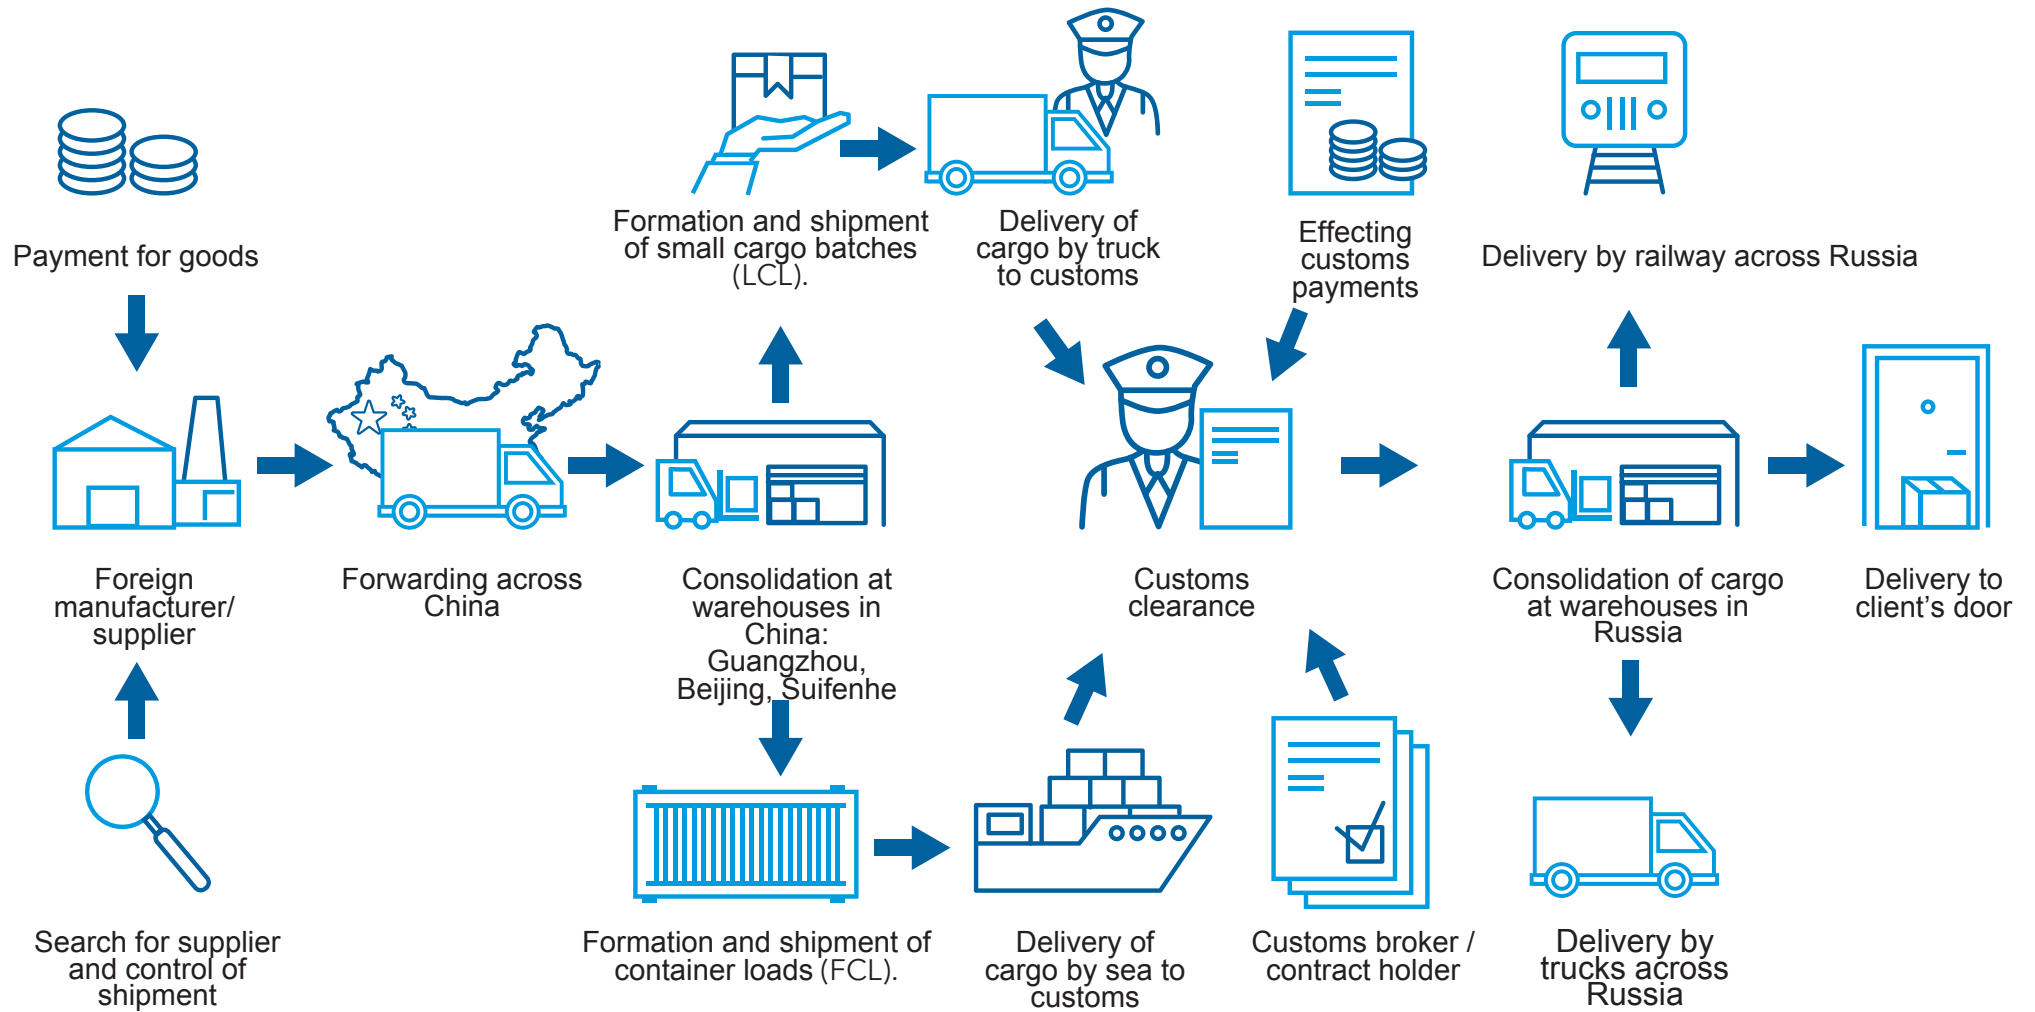 Payment for goods
Formation and shipment
of small cargo batches
(LCL).
Delivery of
cargo by truck
to customs
Effecting
customs
payments
Delivery by railway across Russia
Foreign
manufacturer/
supplier
Forwarding across
China
Consolidation at
warehouses in
China:
Guangzhou,
Beijing, Suifenhe
Customs
clearance
Consolidation of cargo
at warehouses in
Russia
Delivery to
client’s door
Search for supplier
and control of
shipment
Formation and shipment of
container loads (FCL).
Delivery of
cargo by sea to
customs
Customs broker /
contract holder
Delivery by
trucks across
Russia